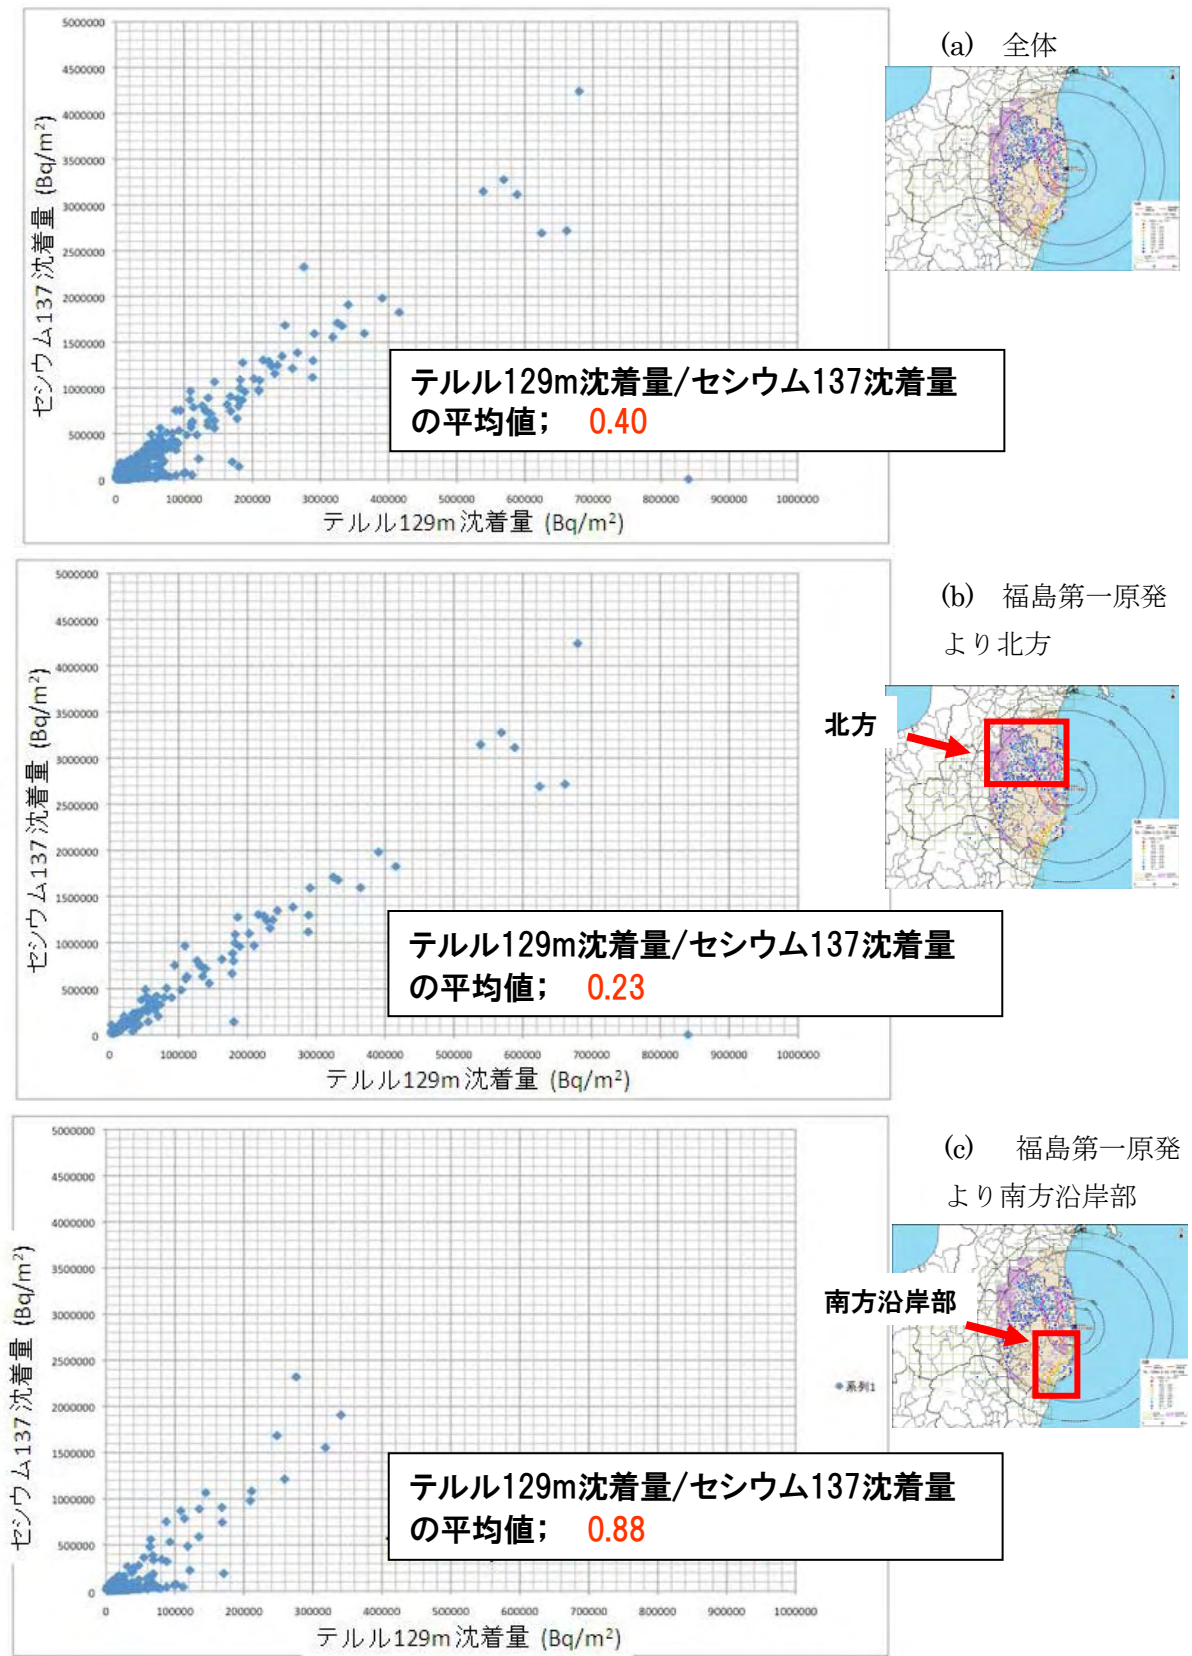 (a) 全体
5000000
4500000
4000000
3500000
3000000
2500000
2000000
1500000
1000000
500000
0
セシウム137 沈着量 (Bq/m²)
0 100000 200000 300000 400000 500000 600000 700000 800000 900000 1000000
テルル129m 沈着量 (Bq/m²)
テルル129m沈着量/セシウム137沈着量
の平均値; 0.40
(b) 福島第一原発
より北方
北方
5000000
4500000
4000000
3500000
3000000
2500000
2000000
1500000
1000000
500000
0
セシウム137 沈着量 (Bq/m²)
0 100000 200000 300000 400000 500000 600000 700000 800000 900000 1000000
テルル129m 沈着量 (Bq/m²)
テルル129m沈着量/セシウム137沈着量
の平均値; 0.23
(c) 福島第一原発
より南方沿岸部
南方沿岸部
5000000
4500000
4000000
3500000
3000000
2500000
2000000
1500000
1000000
500000
0
セシウム137 沈着量 (Bq/m²)
0 100000 200000 300000 400000 500000 600000 700000 800000 900000 1000000
テルル129m 沈着量 (Bq/m²)
系列1
テルル129m沈着量/セシウム137沈着量
の平均値; 0.88